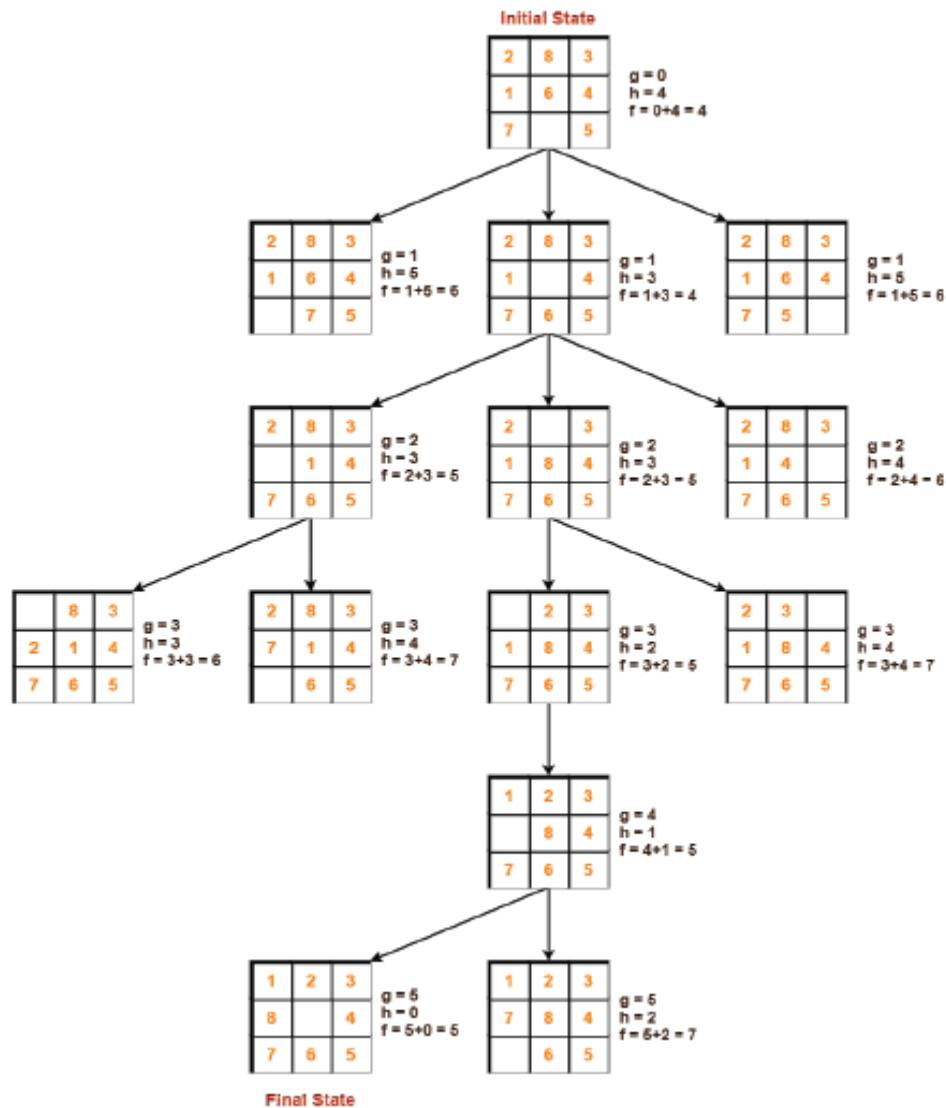 Initial State
2 8 3
1 6 4
7 5
g = 0
h = 4
f = 0+4 = 4
2 8 3
1 6 4
7 5
g = 1
h = 5
f = 1+5 = 6
2 8 3
1 4
7 6 5
g = 1
h = 3
f = 1+3 = 4
2 8 3
1 6 4
7 5
g = 1
h = 5
f = 1+5 = 6
2 8 3
1 4
7 6 5
g = 2
h = 3
f = 2+3 = 5
2 3
1 8 4
7 6 5
g = 2
h = 3
f = 2+3 = 5
2 8 3
1 4
7 6 5
g = 2
h = 4
f = 2+4 = 6
8 3
2 1 4
7 6 5
g = 3
h = 3
f = 3+3 = 6
2 8 3
7 1 4
6 5
g = 3
h = 4
f = 3+4 = 7
2 3
1 8 4
7 6 5
g = 3
h = 2
f = 3+2 = 5
2 3
1 8 4
7 6 5
g = 3
h = 4
f = 3+4 = 7
1 2 3
8 4
7 6 5
g = 4
h = 1
f = 4+1 = 5
1 2 3
8 4
7 6 5
g = 5
h = 0
f = 5+0 = 5
1 2 3
7 8 4
6 5
g = 5
h = 2
f = 5+2 = 7
Final State